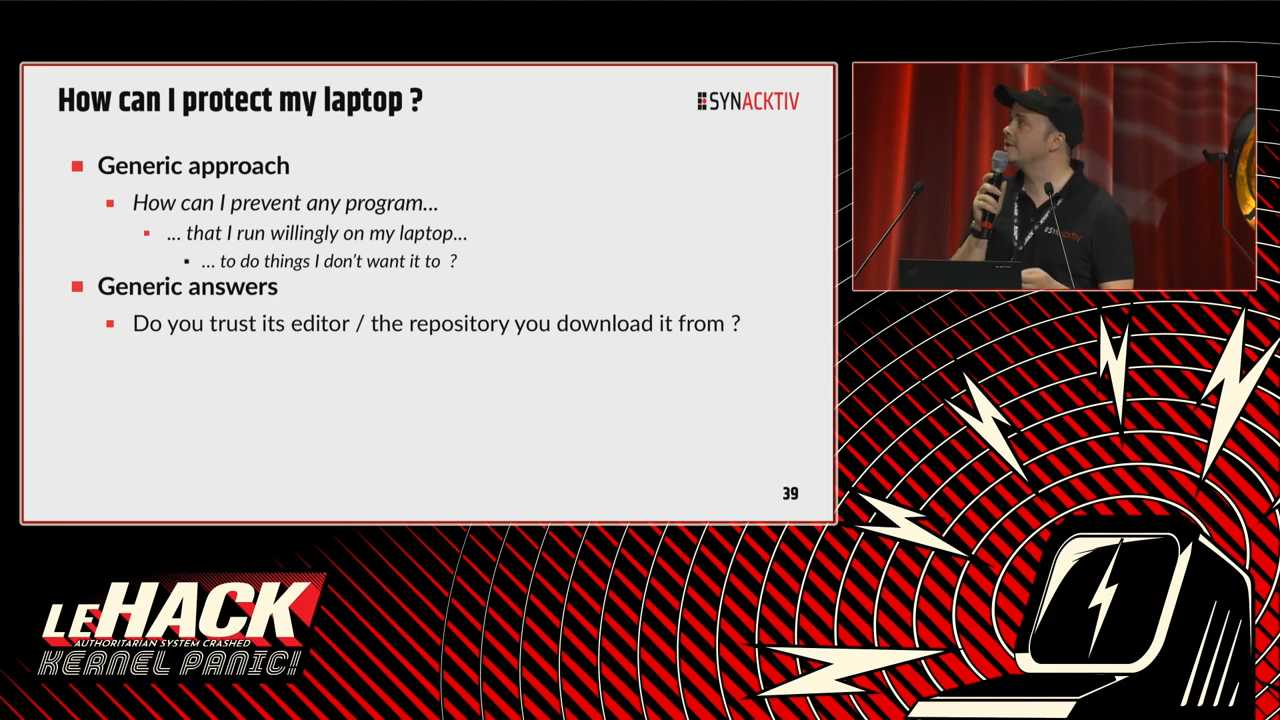 How can I protect my laptop ?
SYNACKTIV
Generic approach
How can I prevent any program...
... that I run willingly on my laptop...
... to do things I don't want it to ?
Generic answers
Do you trust its editor / the repository you download it from ?
39
SYNACKTIV
LEHACK
AUTHORITARIAN SYSTEM CRASHED
KERNEL PANIC!